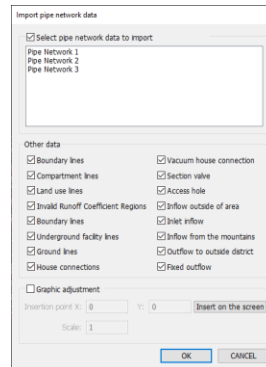 Import pipe network data
Select pipe network data to import
Pipe Network 1
Pipe Network 2
Pipe Network 3
Other data
Boundary lines
Vacuum house connection
Compartment lines
Section valve
Land use lines
Access hole
Invalid Runoff Coefficient Regions
Inflow outside of area
Boundary lines
Inlet inflow
Underground facility lines
Inflow from the mountains
Ground lines
Outflow to outside district
House connections
Fixed outflow
Graphic adjustment
Insertion point X: 0 Y: 0 Insert on the screen
Scale: 1
OK CANCEL